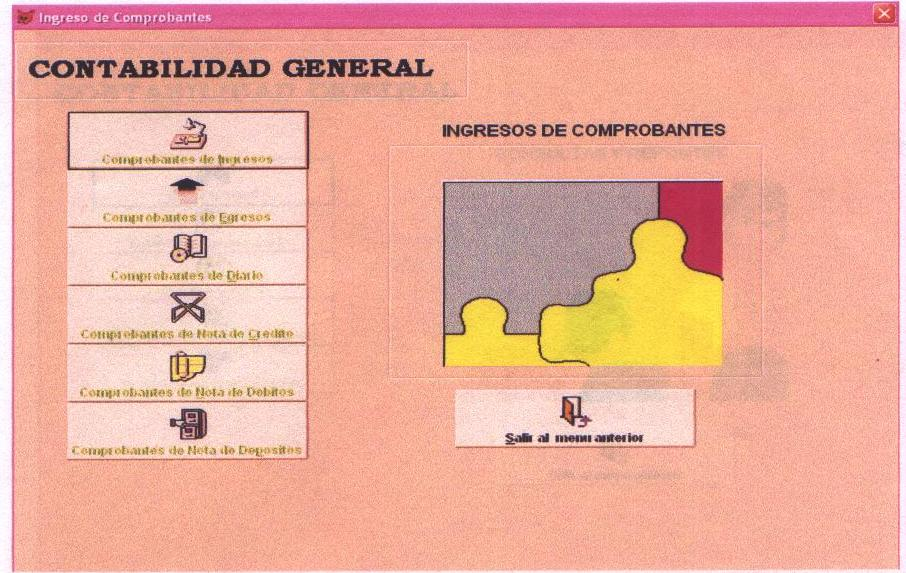 Ingreso de Comprobantes
CONTABILIDAD GENERAL
Comprobantes de Ingresos
Comprobantes de Egresos
Comprobantes de Diario
Comprobantes de Nota de Credito
Comprobantes de Nota de Debitos
Comprobantes de Nota de Depositos
INGRESOS DE COMPROBANTES
Salir al menu anterior